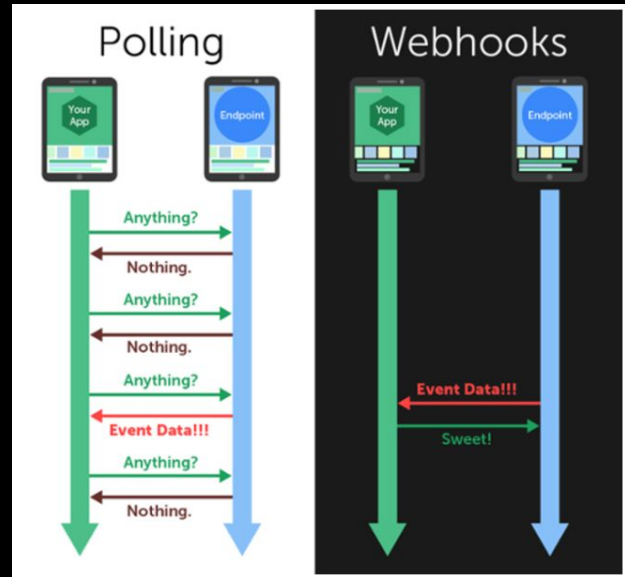 Polling
Your
App
Endpoint
Anything?
Nothing.
Anything?
Nothing.
Anything?
Event Data!!!
Anything?
Nothing.
Webhooks
Your
App
Endpoint
Event Data!!!
Sweet!